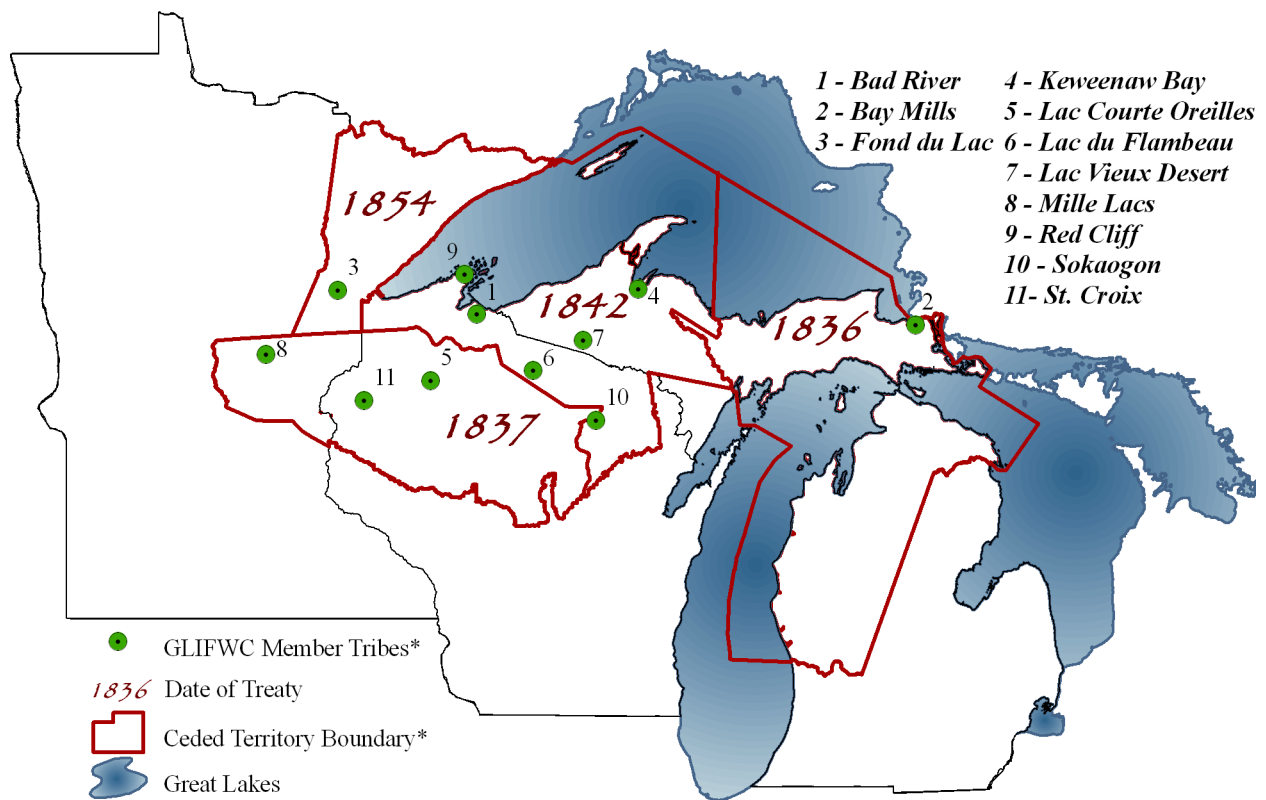 1 - Bad River
2 - Bay Mills
3 - Fond du Lac
4 - Keweenaw Bay
5 - Lac Courte Oreilles
6 - Lac du Flambeau
7 - Lac Vieux Desert
8 - Mille Lacs
9 - Red Cliff
10 - Sokaogon
11- St. Croix
1854
9
3
1
1842
4
2
1836
7
8
5
6
11
10
1837
GLIFWC Member Tribes*
1836 Date of Treaty
Ceded Territory Boundary*
Great Lakes